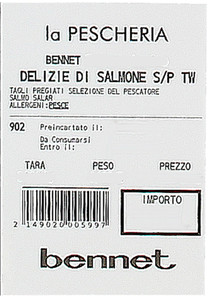 la PESCHERIA
BENNET
DELIZIE DI SALMONE S/P TW
TAGLI PREGIATI SELEZIONE DEL PESCATORE
SALMO SALAR
ALLERGENI:PESCE
902 Preincartato il:
Da Consumarsi
Entro il:
TARA PESO PREZZO
IMPORTO
2 149020 005997
bennet